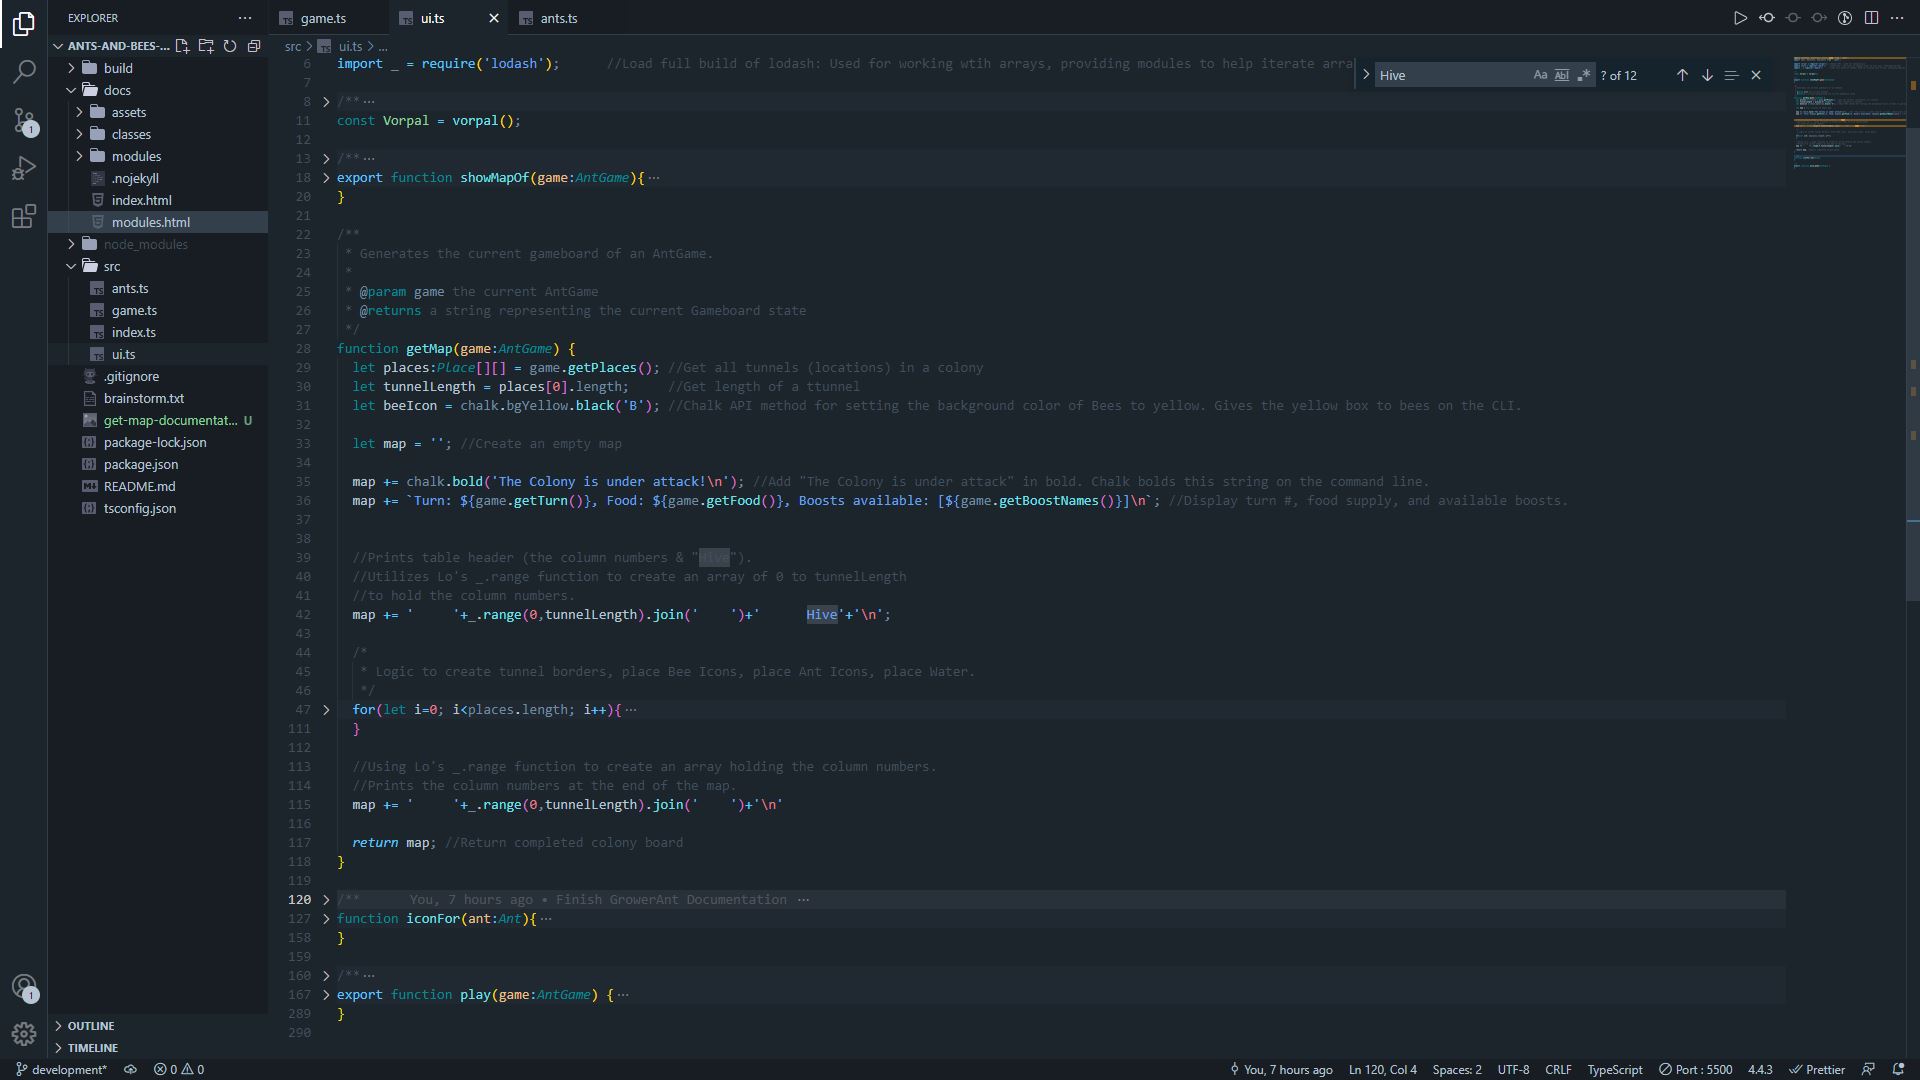 EXPLORER
ANTS-AND-BEES-...
build
docs
assets
classes
modules
.nojekyll
index.html
modules.html
node_modules
src
ants.ts
game.ts
index.ts
ui.ts
.gitignore
brainstorm.txt
get-map-documentat... U
package-lock.json
package.json
README.md
tsconfig.json
OUTLINE
TIMELINE
game.ts
ui.ts
ants.ts
src > ui.ts > ...
Hive
Aa Abl .* ? of 12
6 import _ = require('lodash'); //Load full build of lodash: Used for working wtih arrays, providing modules to help iterate arra
7
8 /** ...
11 const Vorpal = vorpal();
12
13 /** ...
18 export function showMapOf(game:AntGame){ ...
20 }
21
22 /**
23 * Generates the current gameboard of an AntGame.
24 *
25 * @param game the current AntGame
26 * @returns a string representing the current Gameboard state
27 */
28 function getMap(game:AntGame) {
29 let places:Place[][] = game.getPlaces(); //Get all tunnels (locations) in a colony
30 let tunnelLength = places[0].length; //Get length of a ttunnel
31 let beeIcon = chalk.bgYellow.black('B'); //Chalk API method for setting the background color of Bees to yellow. Gives the yellow box to bees on the CLI.
32
33 let map = ''; //Create an empty map
34
35 map += chalk.bold('The Colony is under attack!\n'); //Add "The Colony is under attack" in bold. Chalk bolds this string on the command line.
36 map += `Turn: ${game.getTurn()}, Food: ${game.getFood()}, Boosts available: [${game.getBoostNames()}]\n`; //Display turn #, food supply, and available boosts.
37
38
39 //Prints table header (the column numbers & "Hive").
40 //Utilizes Lo's _.range function to create an array of 0 to tunnelLength
41 //to hold the column numbers.
42 map += '     '+_.range(0,tunnelLength).join('    ')+'      Hive'+'\n';
43
44 /*
45 * Logic to create tunnel borders, place Bee Icons, place Ant Icons, place Water.
46 */
47 for(let i=0; i<places.length; i++){ ...
111 }
112
113 //Using Lo's _.range function to create an array holding the column numbers.
114 //Prints the column numbers at the end of the map.
115 map += '     '+_.range(0,tunnelLength).join('    ')+'\n'
116
117 return map; //Return completed colony board
118 }
119
120 /** You, 7 hours ago • Finish GrowerAnt Documentation ...
127 function iconFor(ant:Ant){ ...
158 }
159
160 /** ...
167 export function play(game:AntGame) { ...
289 }
290
1
1
development* 0 0
You, 7 hours ago Ln 120, Col 4 Spaces: 2 UTF-8 CRLF TypeScript Port : 5500 4.4.3 Prettier